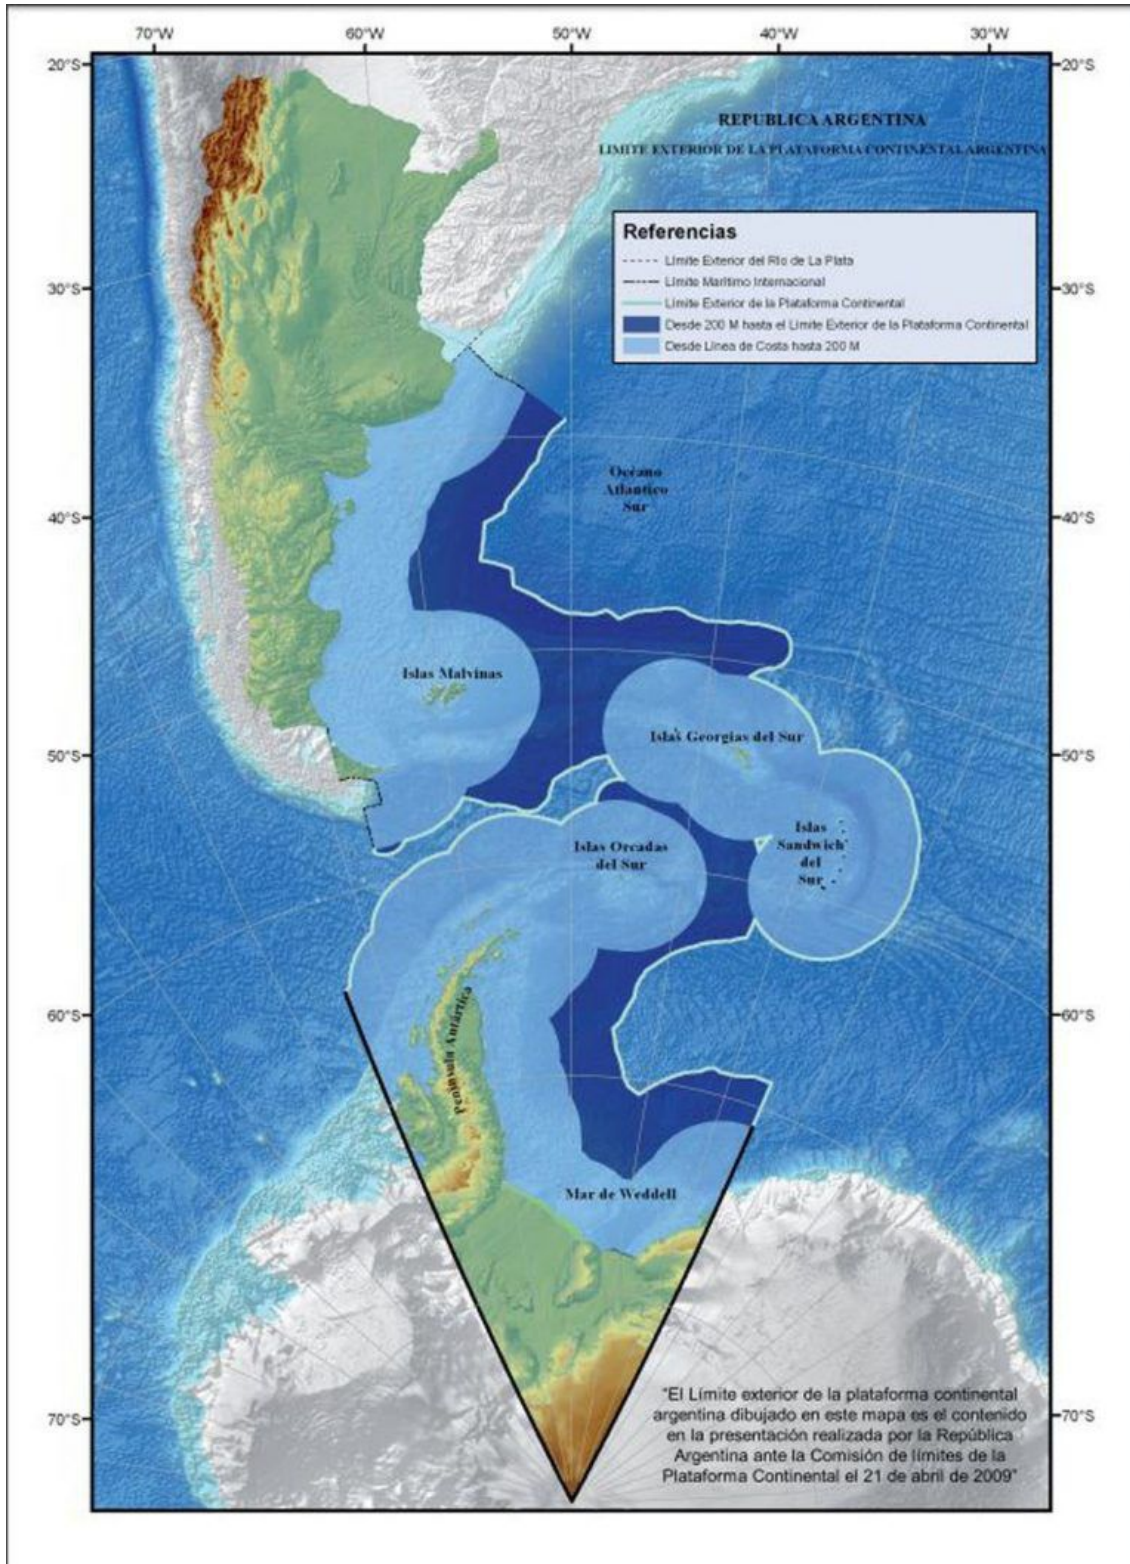 70°W 60°W 50°W 40°W 30°W
20°S 20°S
REPUBLICA ARGENTINA
LIMITE EXTERIOR DE LA PLATAFORMA CONTINENTAL ARGENTINA
Referencias
Límite Exterior del Río de La Plata
Límite Marítimo Internacional
Límite Exterior de la Plataforma Continental
Desde 200 M hasta el Límite Exterior de la Plataforma Continental
Desde Línea de Costa hasta 200 M
30°S 30°S
Océano
Atlantico
Sur
40°S 40°S
Islas Malvinas
Islas Georgias del Sur
50°S 50°S
Islas
Sandwich
del
Sur
Islas Orcadas
del Sur
60°S 60°S
Península Antártica
Mar de Weddell
70°S 70°S
"El Límite exterior de la plataforma continental
argentina dibujado en este mapa es el contenido
en la presentación realizada por la República
Argentina ante la Comisión de límites de la
Plataforma Continental el 21 de abril de 2009"